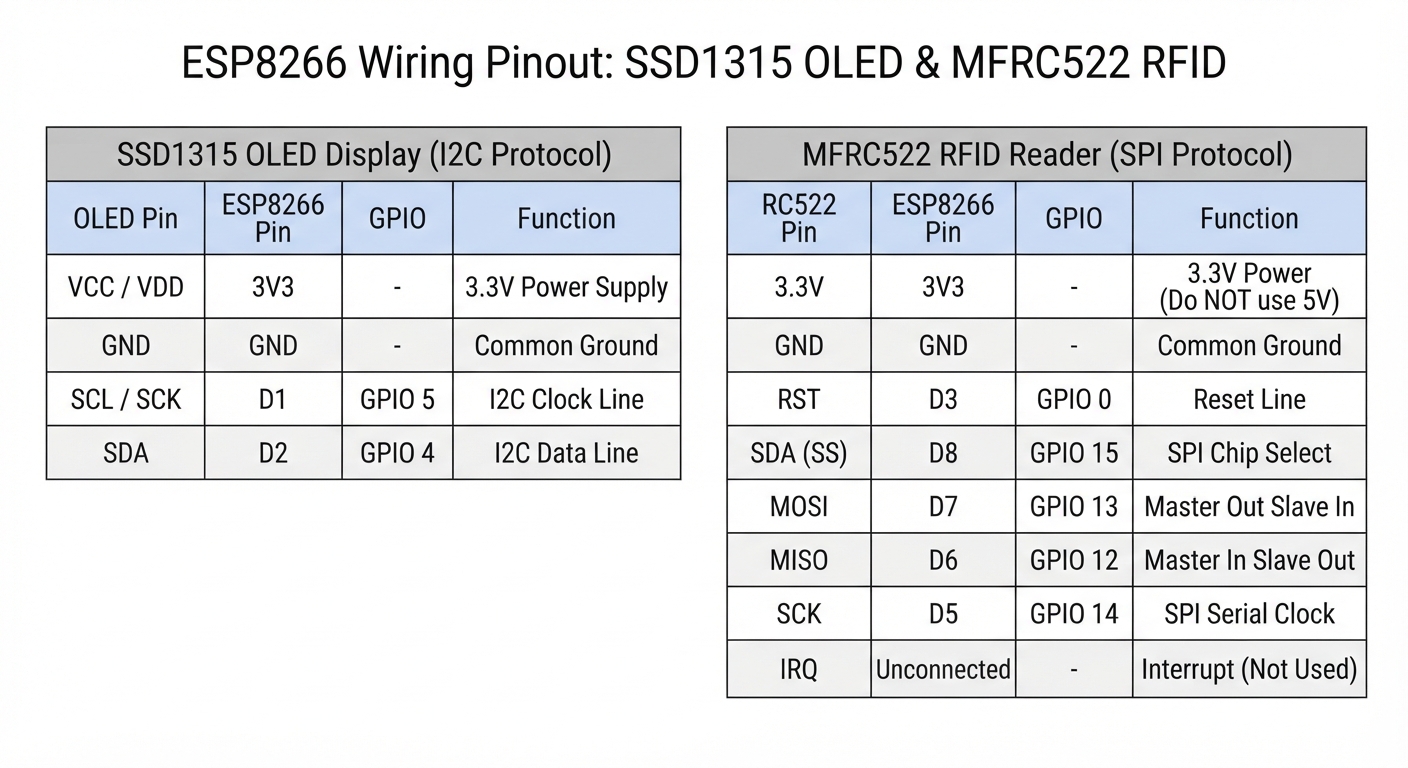 ESP8266 Wiring Pinout: SSD1315 OLED & MFRC522 RFID
SSD1315 OLED Display (I2C Protocol)
OLED Pin ESP8266 Pin GPIO Function
VCC / VDD 3V3 - 3.3V Power Supply
GND GND - Common Ground
SCL / SCK D1 GPIO 5 I2C Clock Line
SDA D2 GPIO 4 I2C Data Line
MFRC522 RFID Reader (SPI Protocol)
RC522 Pin ESP8266 Pin GPIO Function
3.3V 3V3 - 3.3V Power (Do NOT use 5V)
GND GND - Common Ground
RST D3 GPIO 0 Reset Line
SDA (SS) D8 GPIO 15 SPI Chip Select
MOSI D7 GPIO 13 Master Out Slave In
MISO D6 GPIO 12 Master In Slave Out
SCK D5 GPIO 14 SPI Serial Clock
IRQ Unconnected - Interrupt (Not Used)